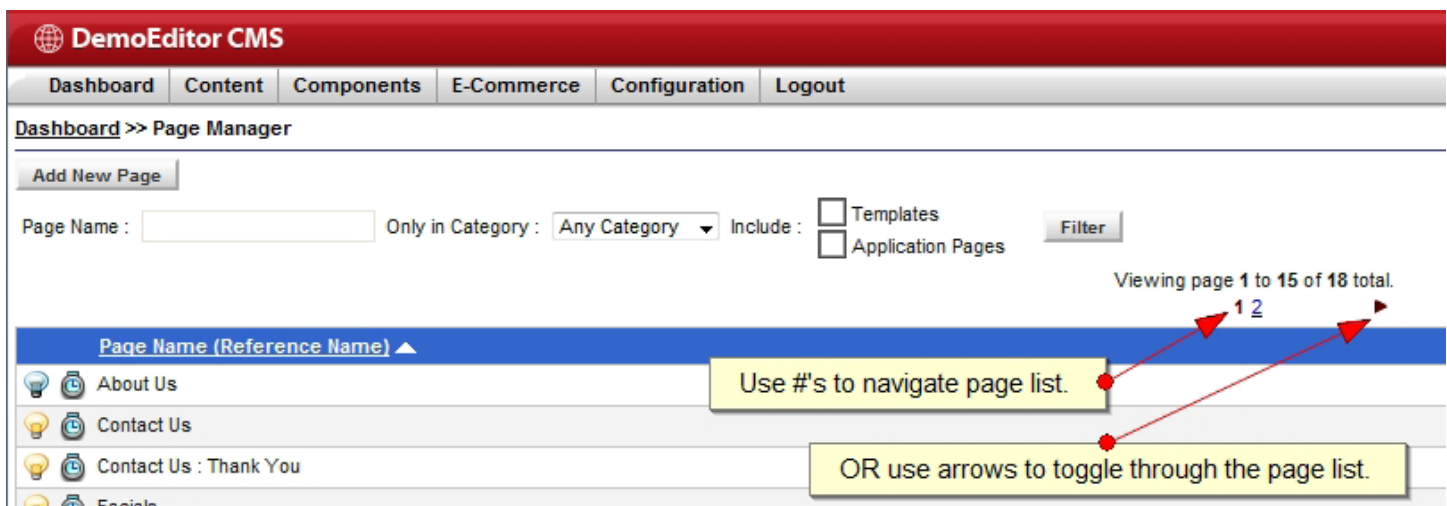 DemoEditor CMS
Dashboard Content Components E-Commerce Configuration Logout
Dashboard >> Page Manager
Add New Page
Page Name : Only in Category : Any Category Include : Templates Filter
Application Pages
Viewing page 1 to 15 of 18 total.
1 2
Page Name (Reference Name)
About Us
Use #'s to navigate page list.
Contact Us
Contact Us : Thank You
OR use arrows to toggle through the page list.